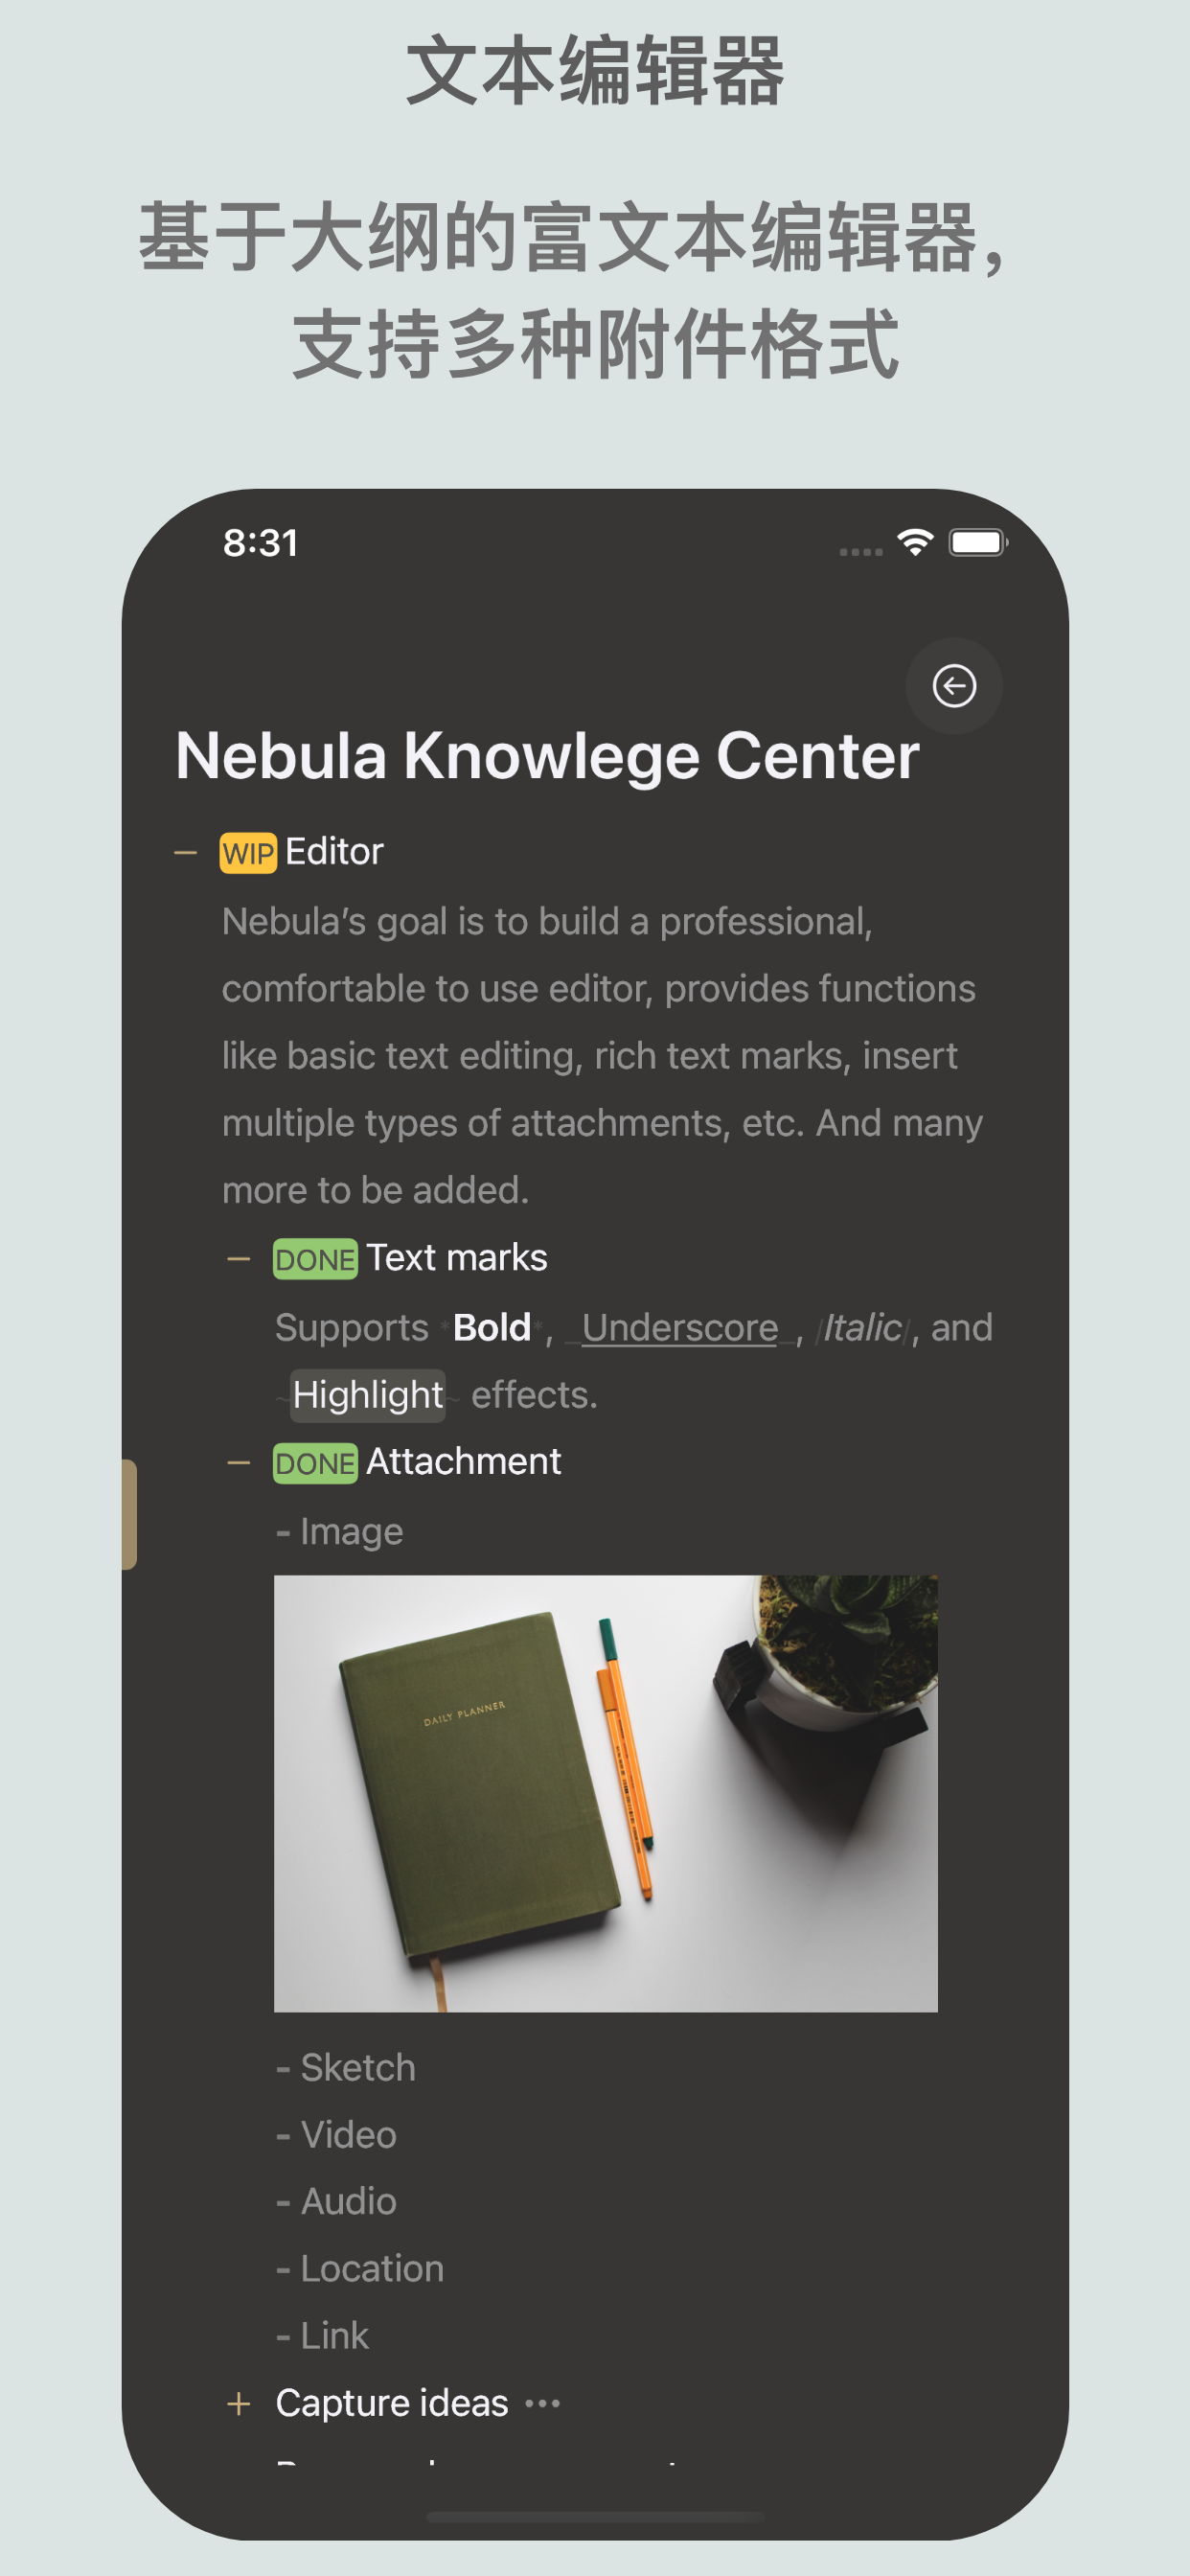 文本编辑器
基于大纲的富文本编辑器，
支持多种附件格式
8:31
Nebula Knowlege Center
WIP Editor
Nebula’s goal is to build a professional,
comfortable to use editor, provides functions
like basic text editing, rich text marks, insert
multiple types of attachments, etc. And many
more to be added.
DONE Text marks
Supports *Bold*, _Underscore_, /Italic/, and
~Highlight~ effects.
DONE Attachment
- Image
DAILY PLANNER
- Sketch
- Video
- Audio
- Location
- Link
Capture ideas •••